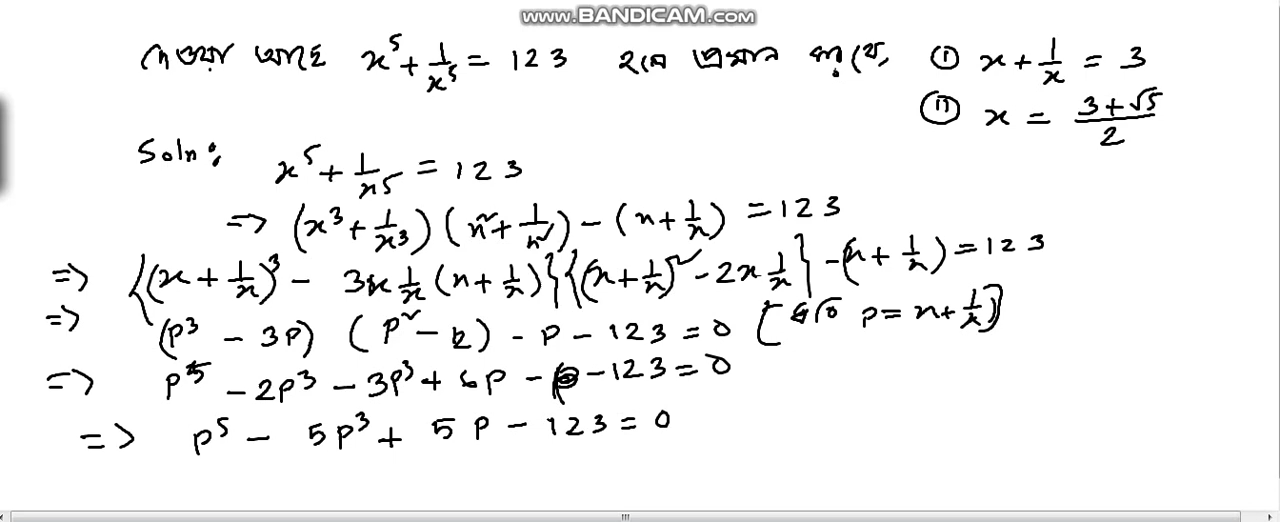 www.BANDICAM.com
দেওয়া আছে x⁵ + 1/x⁵ = 123 হলে প্রমাণ কর যে, (i) x + 1/x = 3
(ii) x = (3+√5)/2
Soln:
x⁵ + 1/x⁵ = 123
=> (x³ + 1/x³) (x² + 1/x²) - (x + 1/x) = 123
=> {(x + 1/x)³ - 3x 1/x (x + 1/x)} {(x + 1/x)² - 2x 1/x} - (x + 1/x) = 123
=> (p³ - 3p) (p² - 2) - p - 123 = 0 [ধরি p = x + 1/x]
=> p⁵ - 2p³ - 3p³ + 6p - p - 123 = 0
=> p⁵ - 5p³ + 5p - 123 = 0